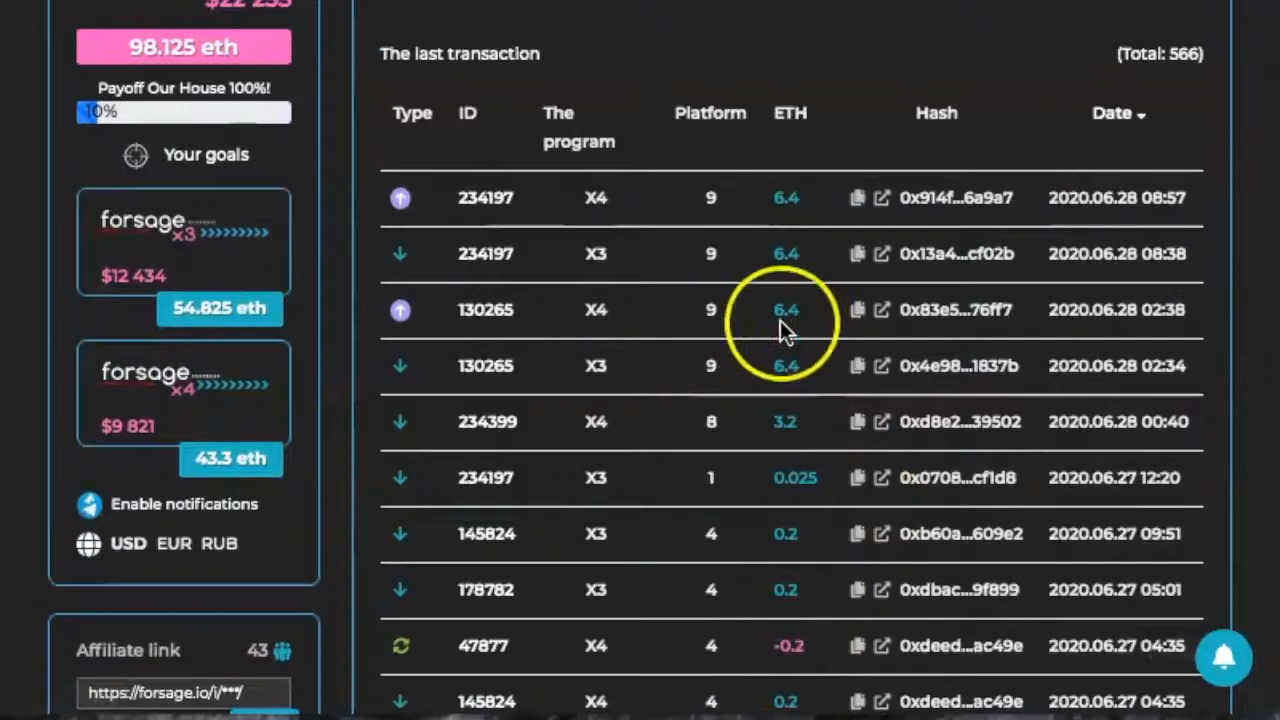 $22 255
98.125 eth
Payoff Our House 100%!
10%
Your goals
forsage
x3
$12 434
54.825 eth
forsage
x4
$9 821
43.3 eth
Enable notifications
USD EUR RUB
Affiliate link 43
https://forsage.io/i/***/
The last transaction (Total: 566)
Type ID The program Platform ETH Hash Date
234197 X4 9 6.4 0x914f...6a9a7 2020.06.28 08:57
234197 X3 9 6.4 0x13a4...cf02b 2020.06.28 08:38
130265 X4 9 6.4 0x83e5...76ff7 2020.06.28 02:38
130265 X3 9 6.4 0x4e98...1837b 2020.06.28 02:34
234399 X4 8 3.2 0xd8e2...39502 2020.06.28 00:40
234197 X3 1 0.025 0x0708...cf1d8 2020.06.27 12:20
145824 X3 4 0.2 0xb60a...609e2 2020.06.27 09:51
178782 X3 4 0.2 0xdbac...9f899 2020.06.27 05:01
47877 X4 4 -0.2 0xdeed...ac49e 2020.06.27 04:35
145824 X4 4 0.2 0xdeed...ac49e 2020.06.27 04:35